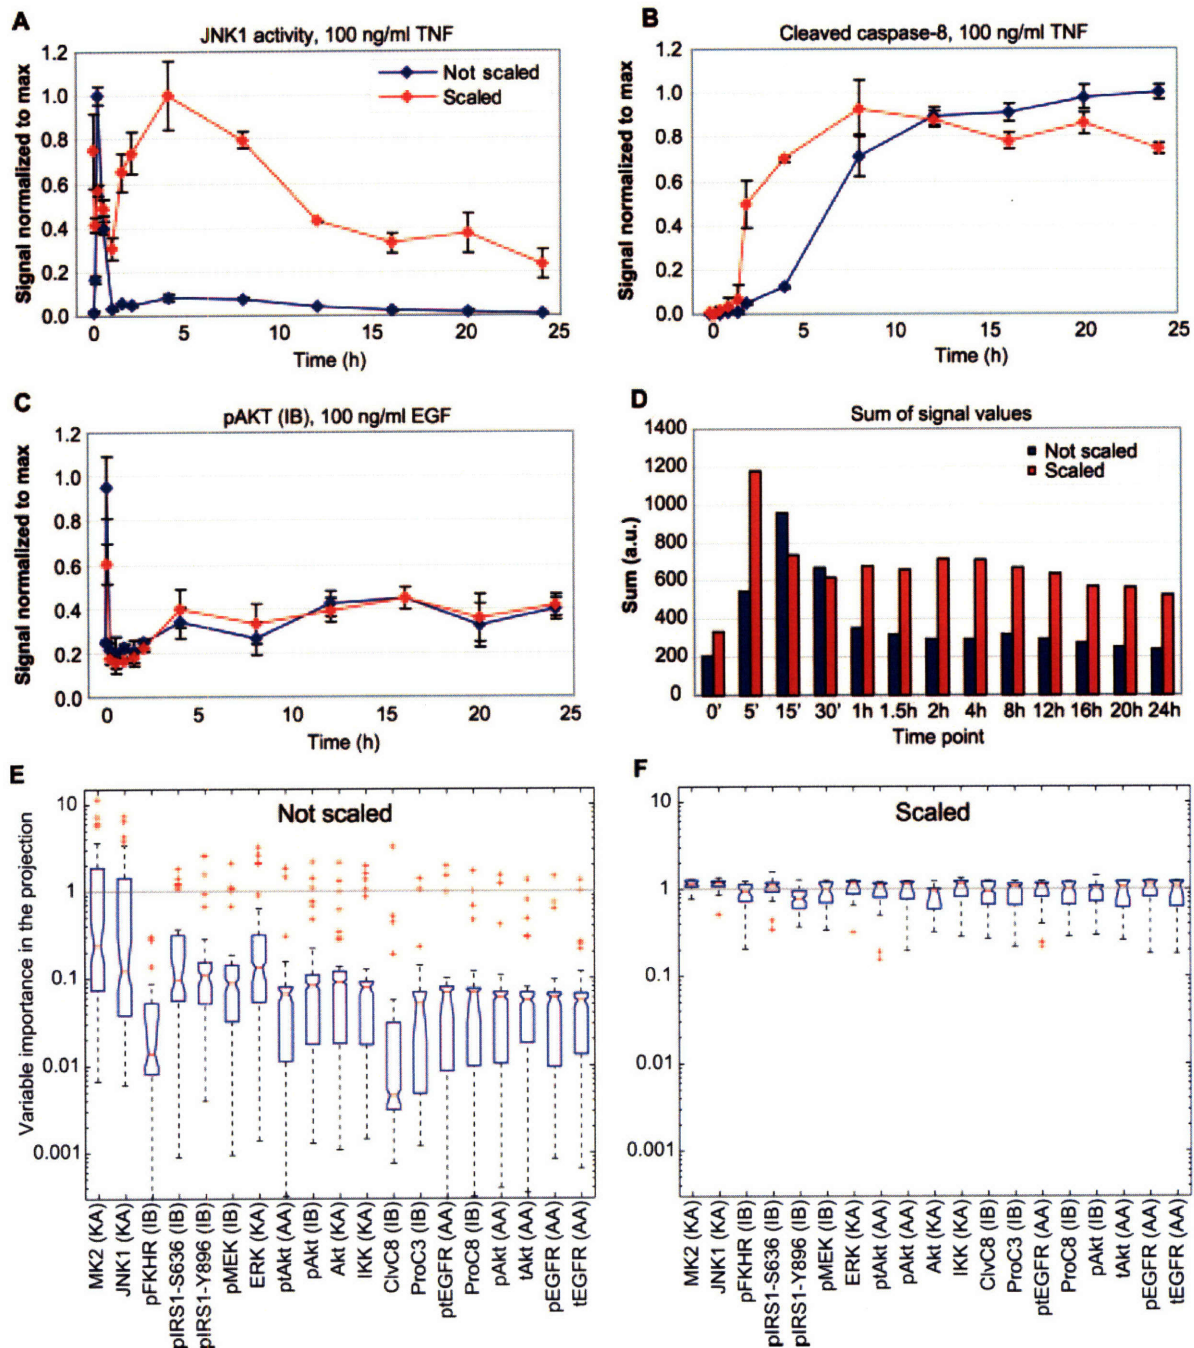 A
JNK1 activity, 100 ng/ml TNF
Signal normalized to max
1.2
1.0
0.8
0.6
0.4
0.2
0.0
Not scaled
Scaled
0 5 10 15 20 25
Time (h)
B
Cleaved caspase-8, 100 ng/ml TNF
Signal normalized to max
1.2
1.0
0.8
0.6
0.4
0.2
0.0
0 5 10 15 20 25
Time (h)
C
pAKT (IB), 100 ng/ml EGF
Signal normalized to max
1.2
1.0
0.8
0.6
0.4
0.2
0.0
0 5 10 15 20 25
Time (h)
D
Sum of signal values
Sum (a.u.)
1400
1200
1000
800
600
400
200
0
Not scaled
Scaled
0' 5' 15' 30' 1h 1.5h 2h 4h 8h 12h 16h 20h 24h
Time point
E
Not scaled
Variable importance in the projection
10
1
0.1
0.01
0.001
MK2 (KA)
JNK1 (KA)
pFKHR (IB)
pIRS1-S636 (IB)
pIRS1-Y896 (IB)
pMEK (IB)
ERK (KA)
ptAkt (AA)
pAkt (IB)
Akt (KA)
IKK (KA)
ClvC8 (IB)
ProC3 (IB)
ptEGFR (AA)
ProC8 (IB)
pAkt (AA)
tAkt (AA)
pEGFR (AA)
tEGFR (AA)
F
Scaled
10
1
0.1
0.01
0.001
MK2 (KA)
JNK1 (KA)
pFKHR (IB)
pIRS1-S636 (IB)
pIRS1-Y896 (IB)
pMEK (IB)
ERK (KA)
ptAkt (AA)
pAkt (AA)
Akt (KA)
IKK (KA)
ClvC8 (IB)
ProC3 (IB)
ptEGFR (AA)
ProC8 (IB)
pAkt (IB)
tAkt (AA)
pEGFR (AA)
tEGFR (AA)